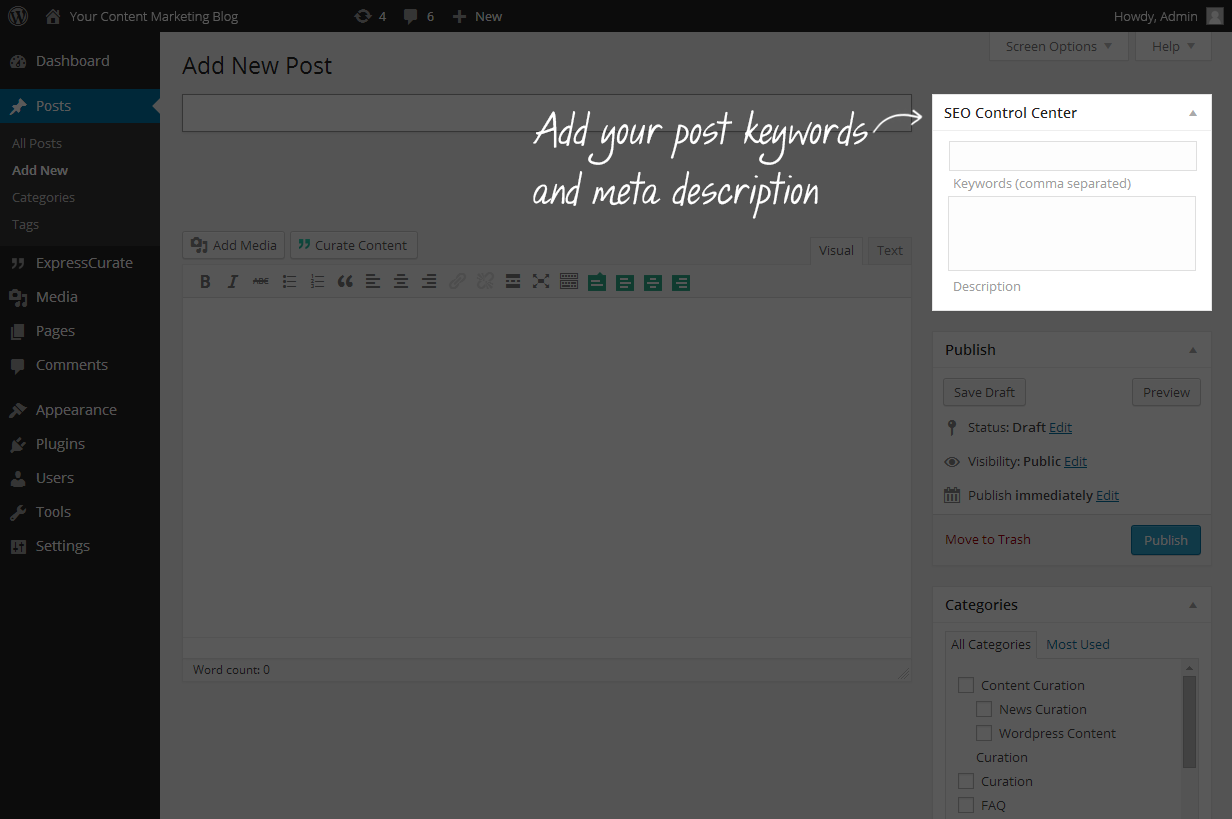 Your Content Marketing Blog 4 6 New Howdy, Admin
Screen Options Help
Dashboard
Posts
All Posts
Add New
Categories
Tags
ExpressCurate
Media
Pages
Comments
Appearance
Plugins
Users
Tools
Settings
Add New Post
Add your post keywords
and meta description
Add Media Curate Content
Visual Text
B I ABC
Word count: 0
SEO Control Center
Keywords (comma separated)
Description
Publish
Save Draft Preview
Status: Draft Edit
Visibility: Public Edit
Publish immediately Edit
Move to Trash Publish
Categories
All Categories Most Used
Content Curation
News Curation
Wordpress Content
Curation
Curation
FAQ